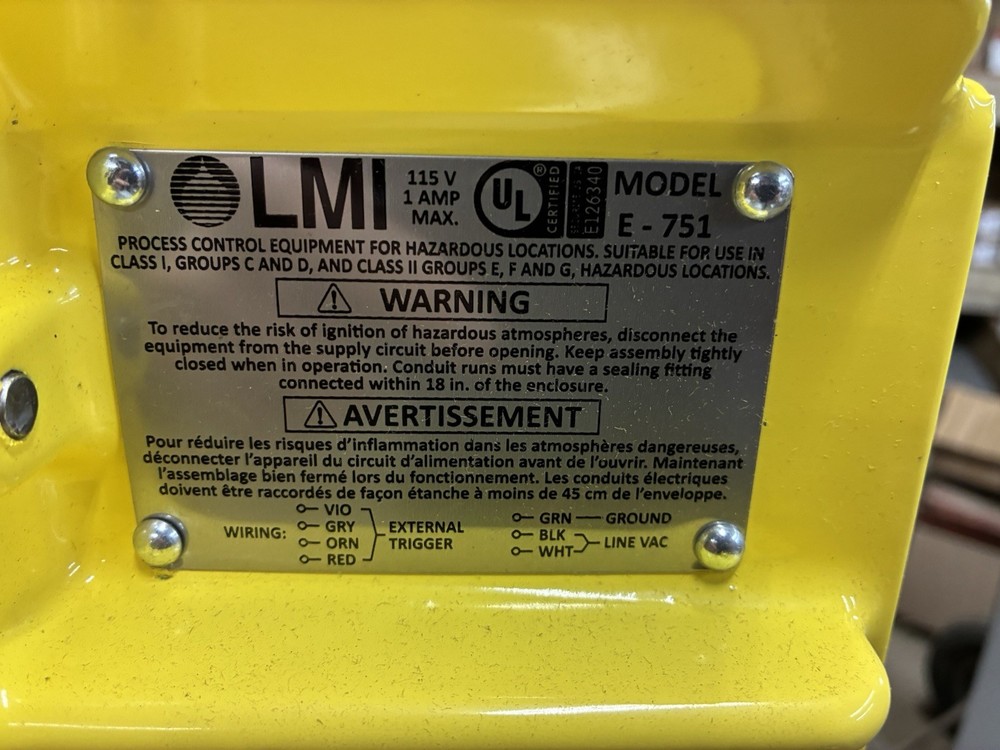 LMI
115 V
1 AMP
MAX.
UL
®
CERTIFIED
E126340
MODEL
E - 751
PROCESS CONTROL EQUIPMENT FOR HAZARDOUS LOCATIONS. SUITABLE FOR USE IN
CLASS I, GROUPS C AND D, AND CLASS II GROUPS E, F AND G, HAZARDOUS LOCATIONS.
WARNING
To reduce the risk of ignition of hazardous atmospheres, disconnect the
equipment from the supply circuit before opening. Keep assembly tightly
closed when in operation. Conduit runs must have a sealing fitting
connected within 18 in. of the enclosure.
AVERTISSEMENT
Pour réduire les risques d'inflammation dans les atmosphères dangereuses,
déconnecter l'appareil du circuit d'alimentation avant de l'ouvrir. Maintenant
l'assemblage bien fermé lors du fonctionnement. Les conduits électriques
doivent être raccordés de façon étanche à moins de 45 cm de l'enveloppe.
WIRING:
VIO
GRY
ORN
RED
EXTERNAL
TRIGGER
GRN
GROUND
BLK
WHT
LINE VAC